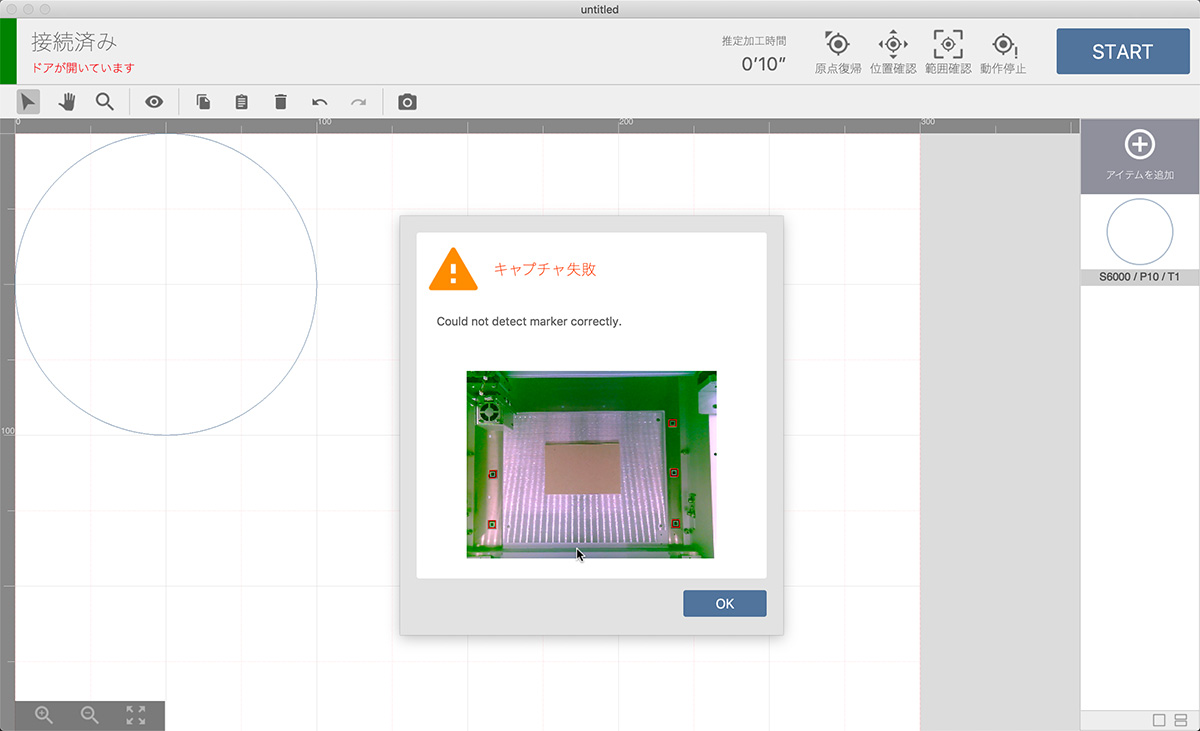 untitled
接続済み
ドアが開いています
推定加工時間
0’10”
原点復帰
位置確認
範囲確認
動作停止
START
0
100
200
300
100
アイテムを追加
S6000 / P10 / T1
キャプチャ失敗
Could not detect marker correctly.
OK